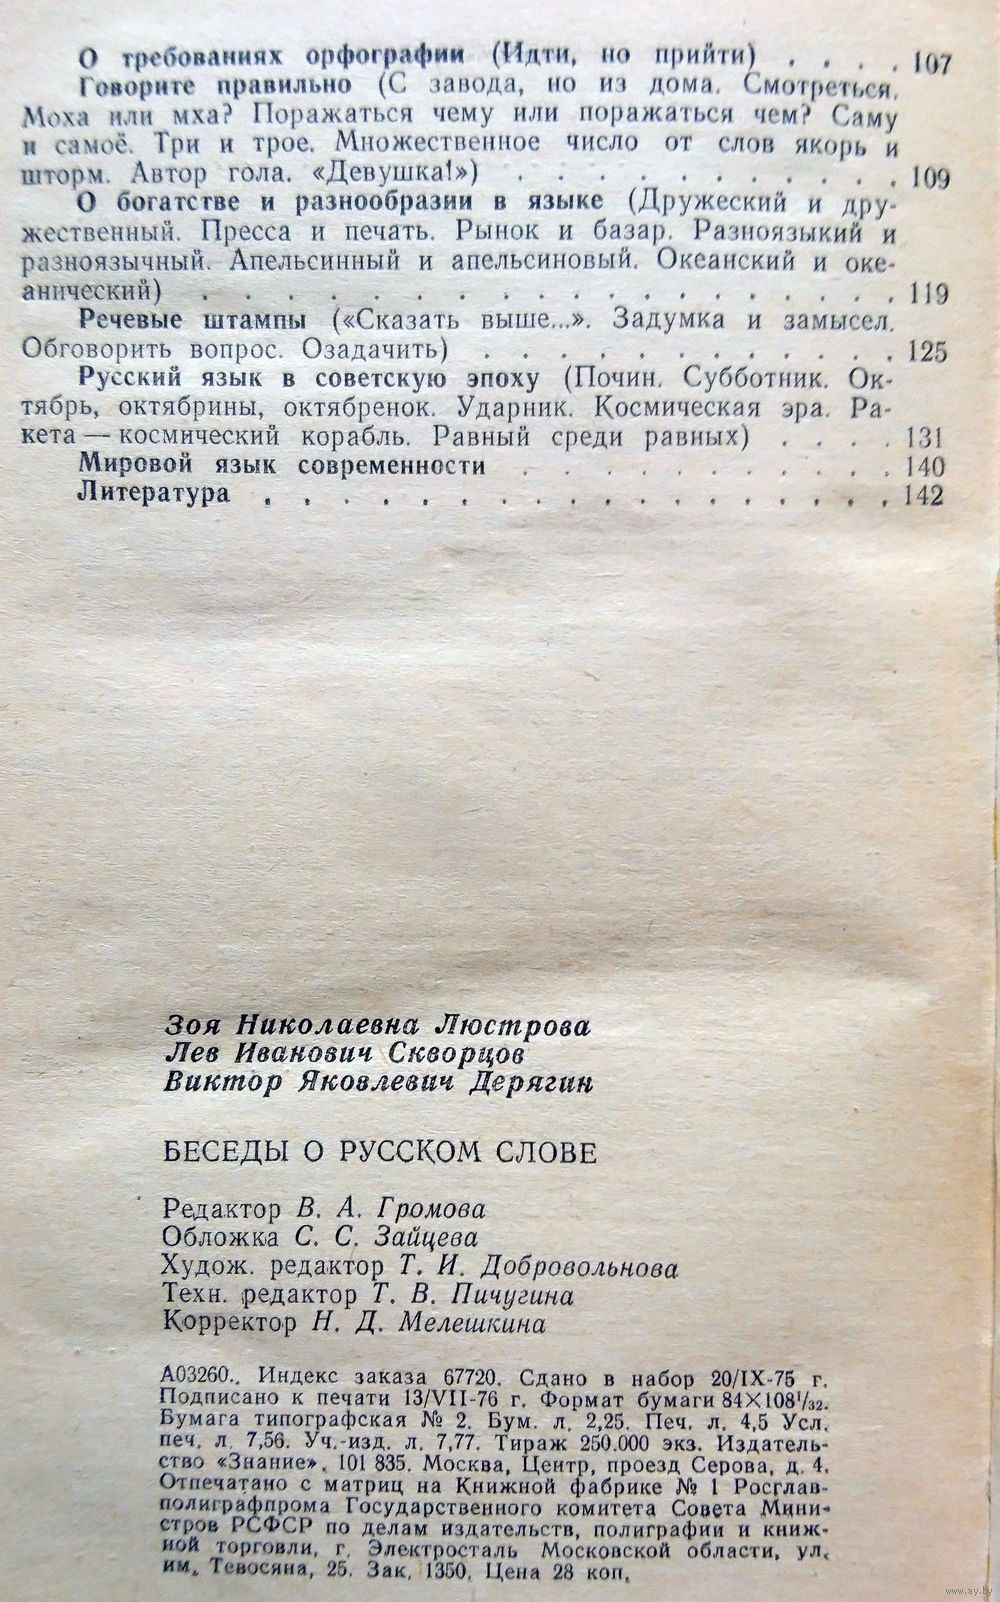 О требованиях орфографии (Идти, но прийти) . . . . 107
Говорите правильно (С завода, но из дома. Смотреться.
Моха или мха? Поражаться чему или поражаться чем? Саму
и самоё. Три и трое. Множественное число от слов якорь и
шторм. Автор гола. «Девушка!») . . . . . . . . . . 109
О богатстве и разнообразии в языке (Дружеский и дру-
жественный. Пресса и печать. Рынок и базар. Разноязыкий и
разноязычный. Апельсинный и апельсиновый. Океанский и оке-
анический) . . . . . . . . . . . . . . . . . . 119
Речевые штампы («Сказать выше...». Задумка и замысел.
Обговорить вопрос. Озадачить) . . . . . . . . . . . 125
Русский язык в советскую эпоху (Почин. Субботник. Ок-
тябрь, октябрины, октябренок. Ударник. Космическая эра. Ра-
кета — космический корабль. Равный среди равных) . . . . 131
Мировой язык современности . . . . . . . . . . 140
Литература . . . . . . . . . . . . . . . . 142
Зоя Николаевна Люстрова
Лев Иванович Скворцов
Виктор Яковлевич Дерягин
БЕСЕДЫ О РУССКОМ СЛОВЕ
Редактор В. А. Громова
Обложка С. С. Зайцева
Худож. редактор Т. И. Добровольнова
Техн. редактор Т. В. Пичугина
Корректор Н. Д. Мелешкина
А03260.. Индекс заказа 67720. Сдано в набор 20/IX-75 г.
Подписано к печати 13/VII-76 г. Формат бумаги 84×108¹/₃₂.
Бумага типографская № 2. Бум. л. 2,25. Печ. л. 4,5 Усл.
печ. л. 7,56. Уч.-изд. л. 7,77. Тираж 250.000 экз. Издатель-
ство «Знание». 101 835. Москва, Центр, проезд Серова, д. 4.
Отпечатано с матриц на Книжной фабрике № 1 Росглав-
полиграфпрома Государственного комитета Совета Мини-
стров РСФСР по делам издательств, полиграфии и книж-
ной торговли, г. Электросталь Московской области, ул.
им. Тевосяна, 25. Зак. 1350. Цена 28 коп.
www.ay.by